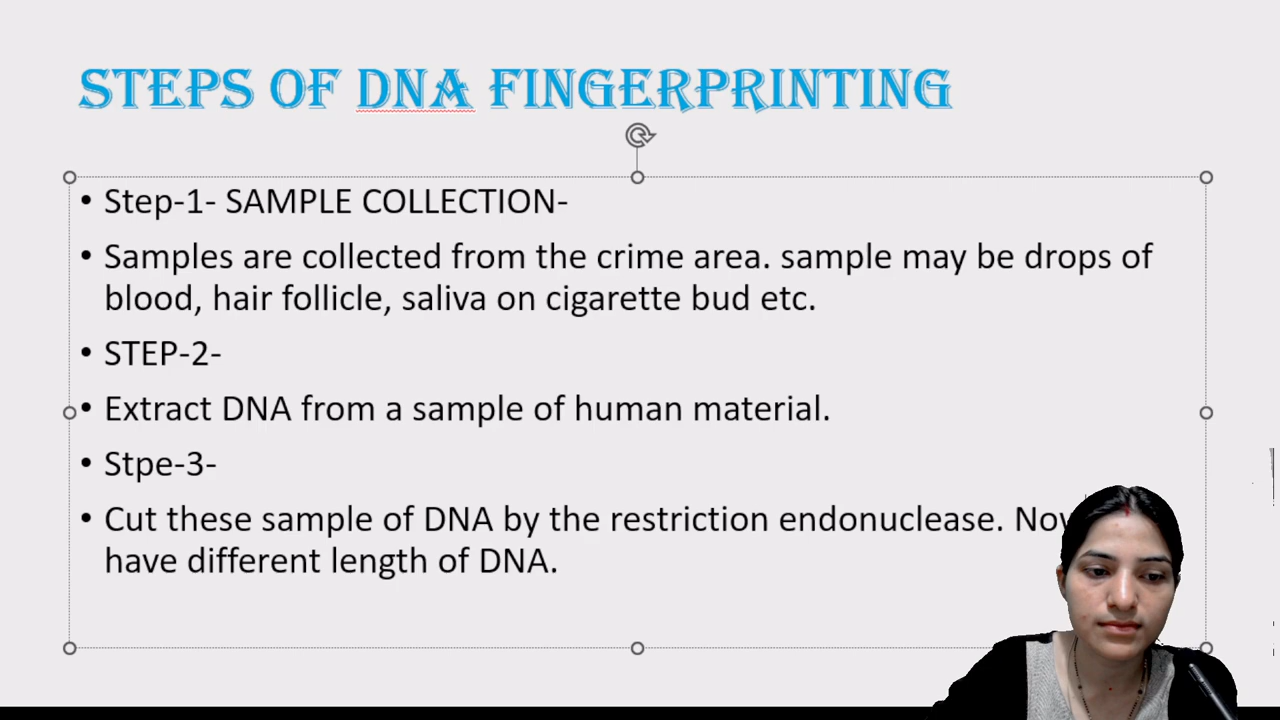 STEPS OF DNA FINGERPRINTING
• Step-1- SAMPLE COLLECTION-
• Samples are collected from the crime area. sample may be drops of
blood, hair follicle, saliva on cigarette bud etc.
• STEP-2-
• Extract DNA from a sample of human material.
• Stpe-3-
• Cut these sample of DNA by the restriction endonuclease.
have different length of DNA.